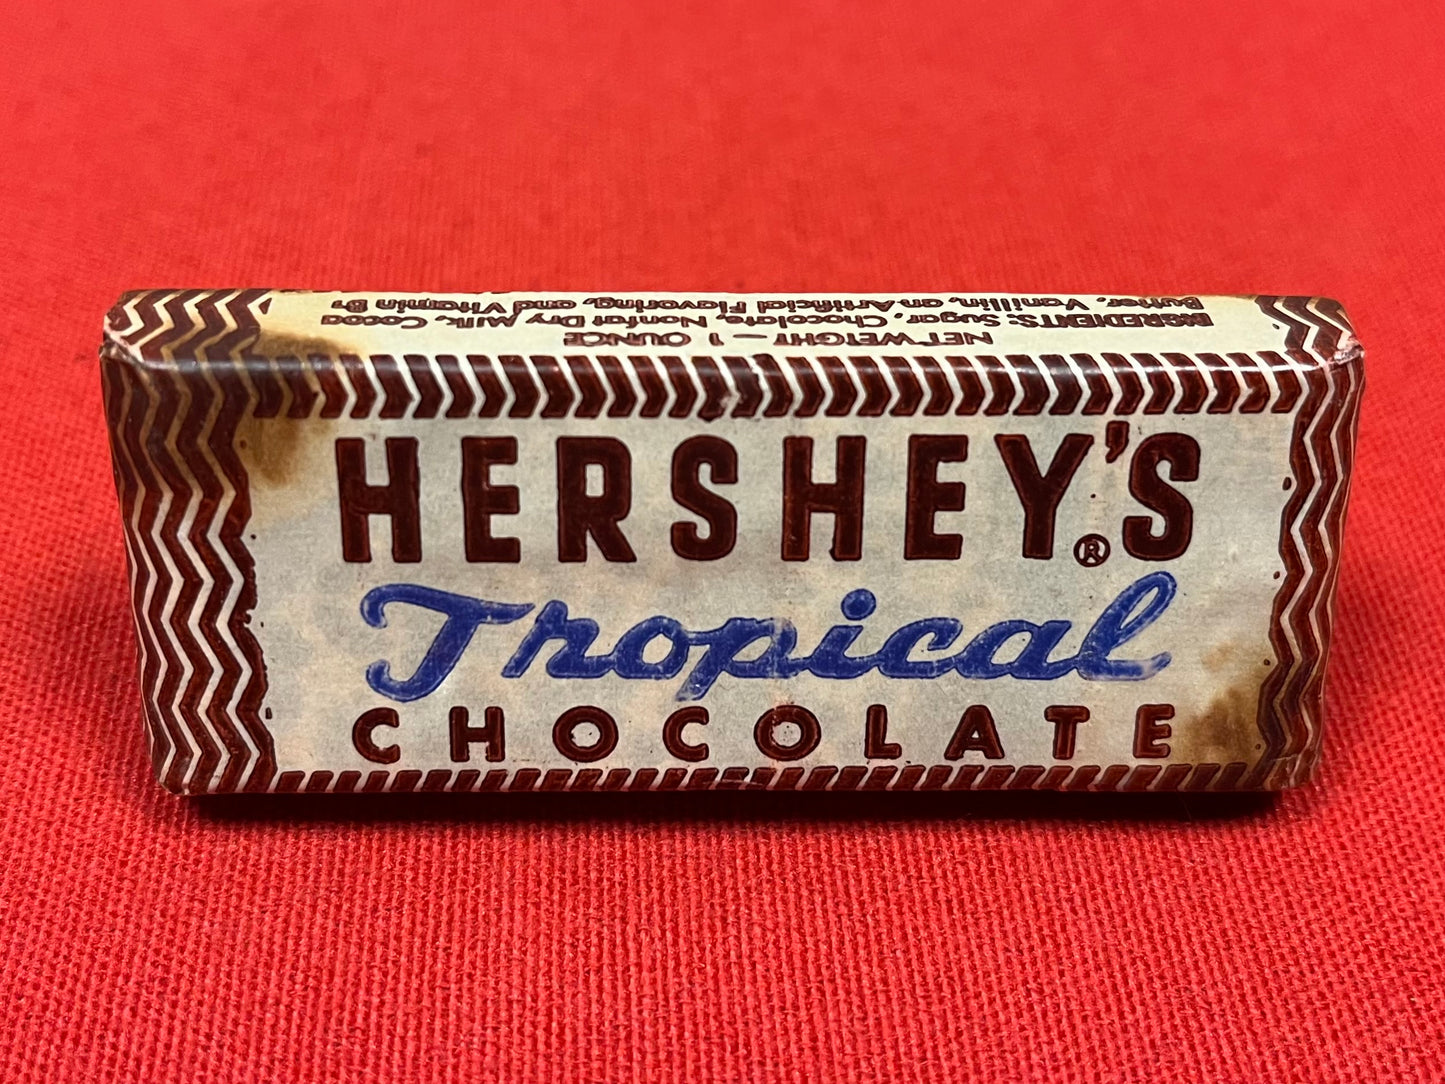 HERSHEY'S®
Tropical
CHOCOLATE
NET WEIGHT - 1 OUNCE
INGREDIENTS: Sugar, Chocolate, Nonfat Dry Milk, Cocoa
Butter, Vanillin, an Artificial Flavoring, and Vitamin B1